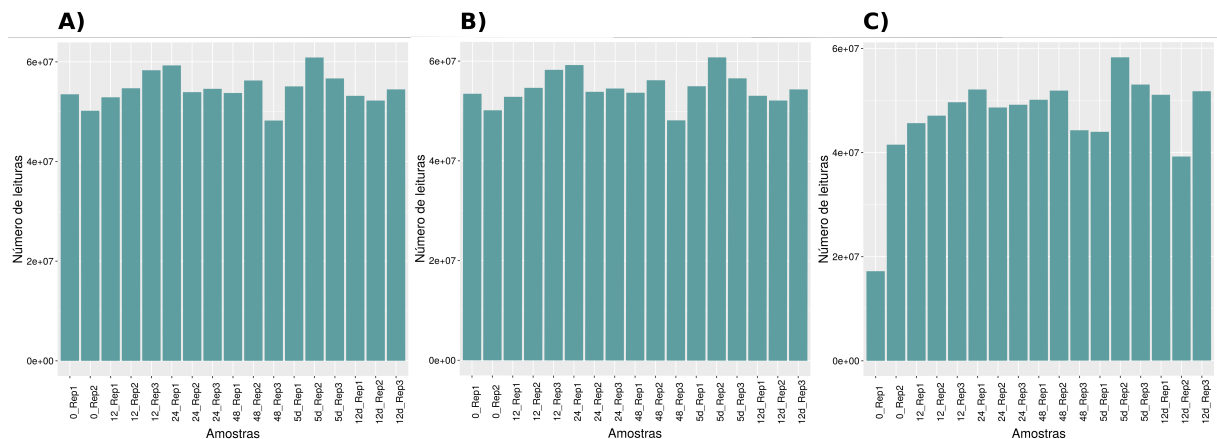 A)
B)
C)
Número de leituras
6e+07
4e+07
2e+07
0e+00
0_Rep1
0_Rep2
12_Rep1
12_Rep2
12_Rep3
24_Rep1
24_Rep2
24_Rep3
48_Rep1
48_Rep2
48_Rep3
5d_Rep1
5d_Rep2
5d_Rep3
12d_Rep1
12d_Rep2
12d_Rep3
Amostras
Número de leituras
6e+07
4e+07
2e+07
0e+00
0_Rep1
0_Rep2
12_Rep1
12_Rep2
12_Rep3
24_Rep1
24_Rep2
24_Rep3
48_Rep1
48_Rep2
48_Rep3
5d_Rep1
5d_Rep2
5d_Rep3
12d_Rep1
12d_Rep2
12d_Rep3
Amostras
Número de leituras
6e+07
4e+07
2e+07
0e+00
0_Rep1
0_Rep2
12_Rep1
12_Rep2
12_Rep3
24_Rep1
24_Rep2
24_Rep3
48_Rep1
48_Rep2
48_Rep3
5d_Rep1
5d_Rep2
5d_Rep3
12d_Rep1
12d_Rep2
12d_Rep3
Amostras